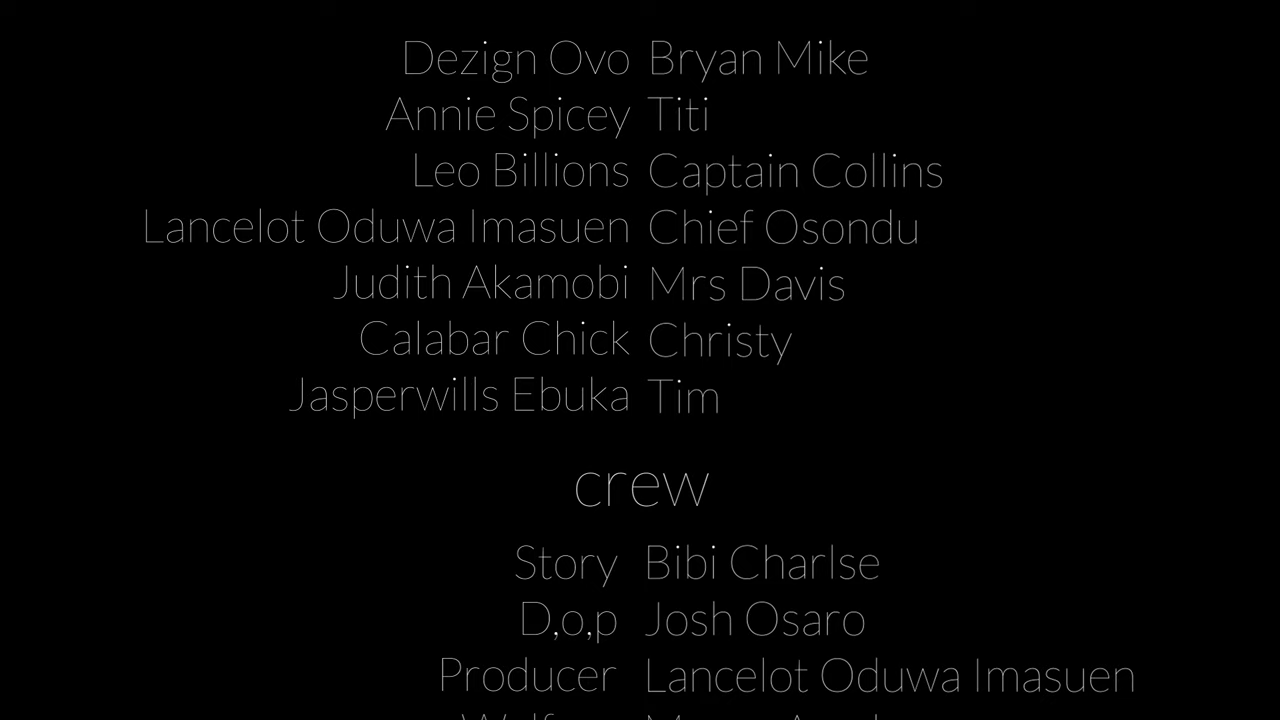 Dezign Ovo Bryan Mike
Annie Spicey Titi
Leo Billions Captain Collins
Lancelot Oduwa Imasuen Chief Osondu
Judith Akamobi Mrs Davis
Calabar Chick Christy
Jasperwills Ebuka Tim
crew
Story Bibi Charlse
D,o,p Josh Osaro
Producer Lancelot Oduwa Imasuen